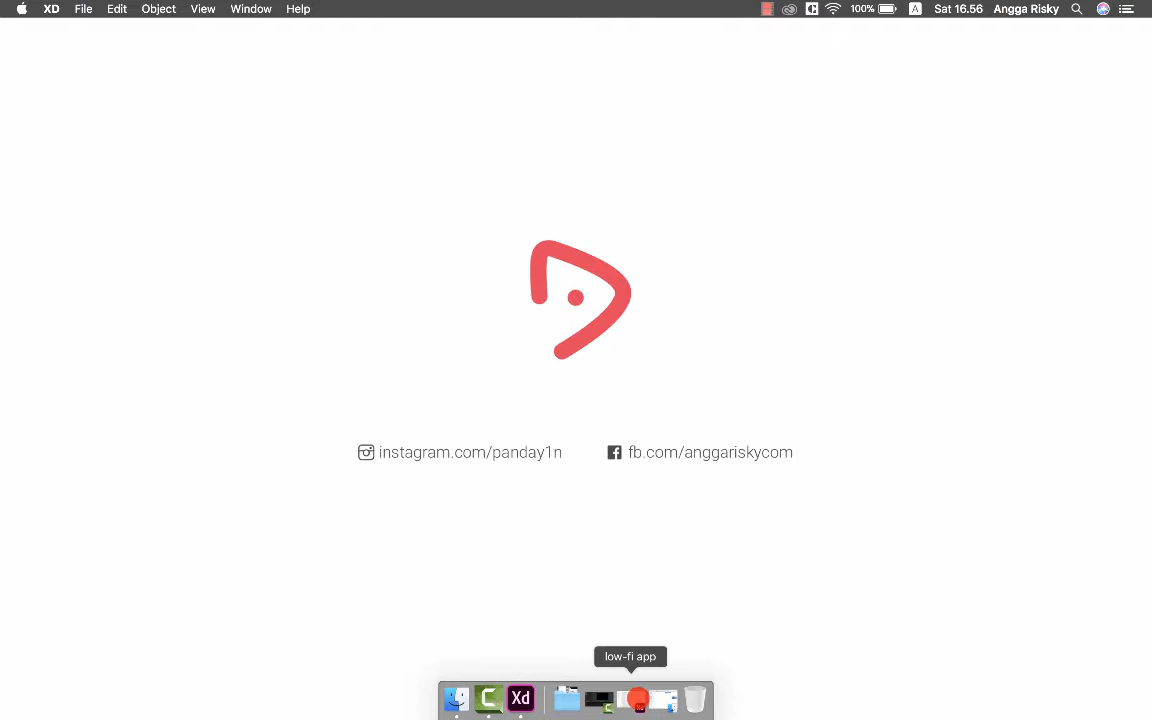 XD File Edit Object View Window Help 100% A Sat 16.56 Angga Risky
instagram.com/panday1n fb.com/anggariskycom
low-fi app
C Xd